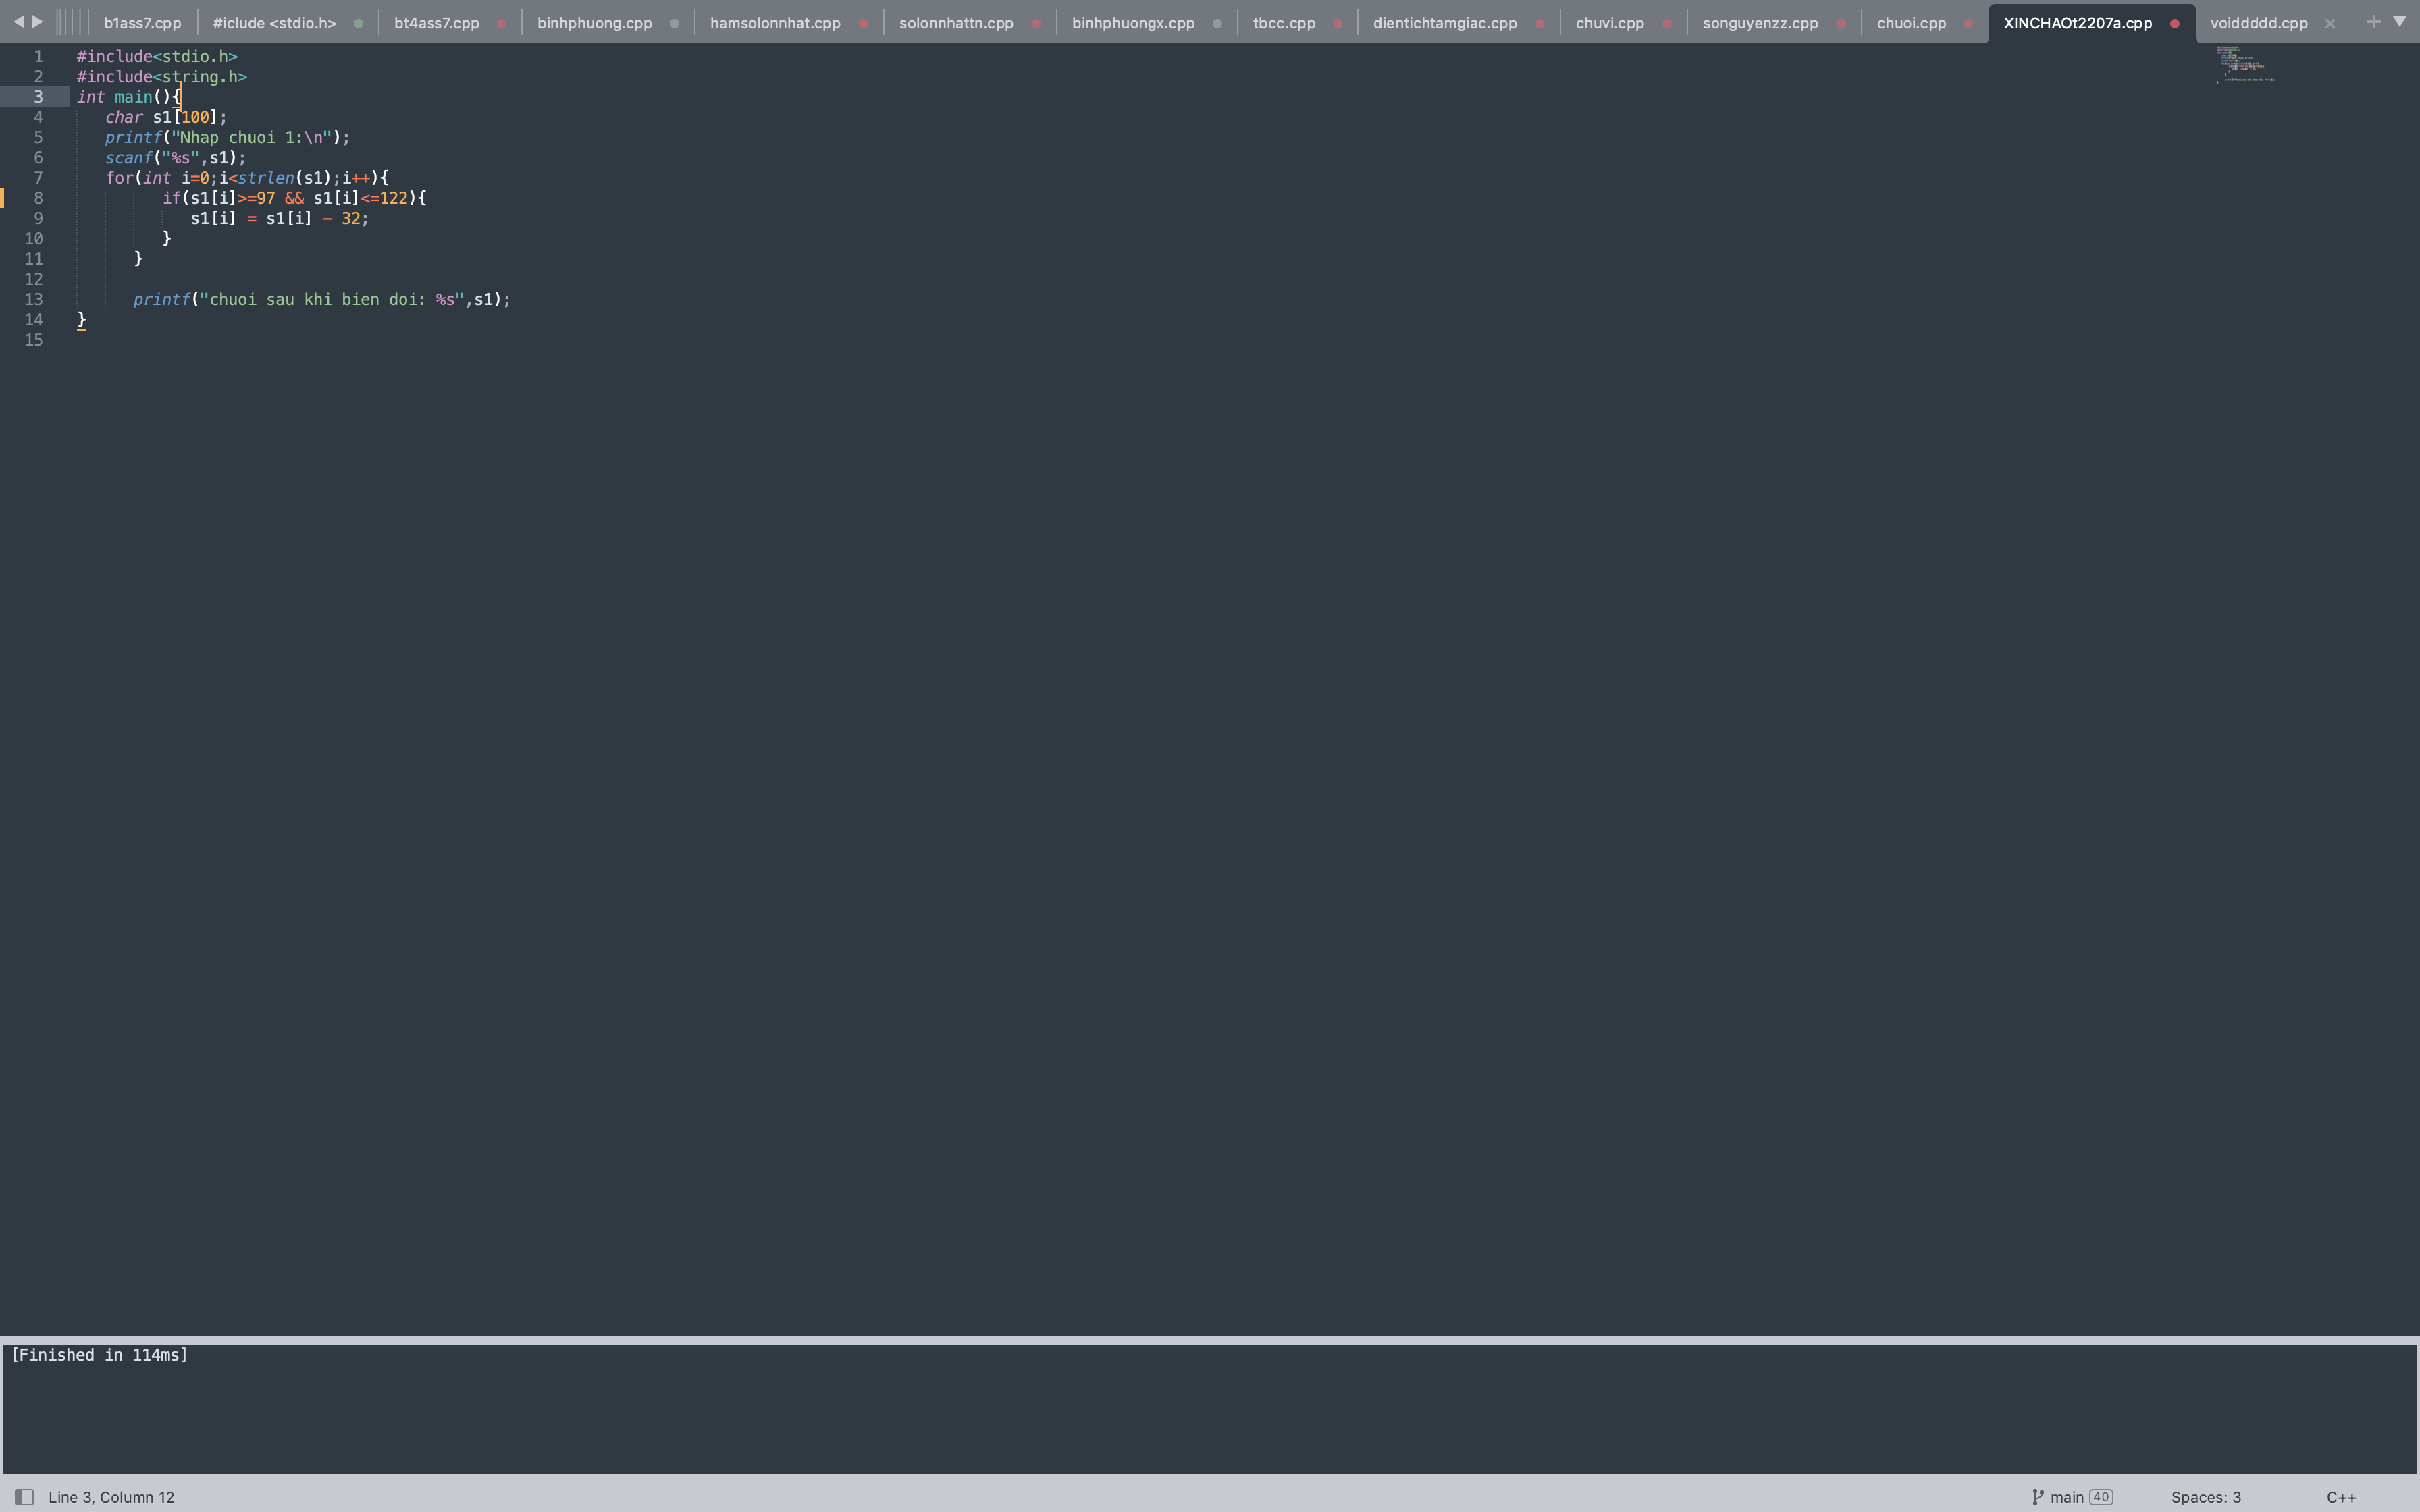 b1ass7.cpp #iclude <stdio.h> bt4ass7.cpp binhphuong.cpp hamsolonnhat.cpp solonnhattn.cpp binhphuongx.cpp tbcc.cpp dientichtamgiac.cpp chuvi.cpp songuyenzz.cpp chuoi.cpp XINCHAOt2207a.cpp voiddddd.cpp
1 #include<stdio.h>
2 #include<string.h>
3 int main(){
4 char s1[100];
5 printf("Nhap chuoi 1:\n");
6 scanf("%s",s1);
7 for(int i=0;i<strlen(s1);i++){
8 if(s1[i]>=97 && s1[i]<=122){
9 s1[i] = s1[i] - 32;
10 }
11 }
12
13 printf("chuoi sau khi bien doi: %s",s1);
14 }
15
[Finished in 114ms]
Line 3, Column 12 main 40 Spaces: 3 C++